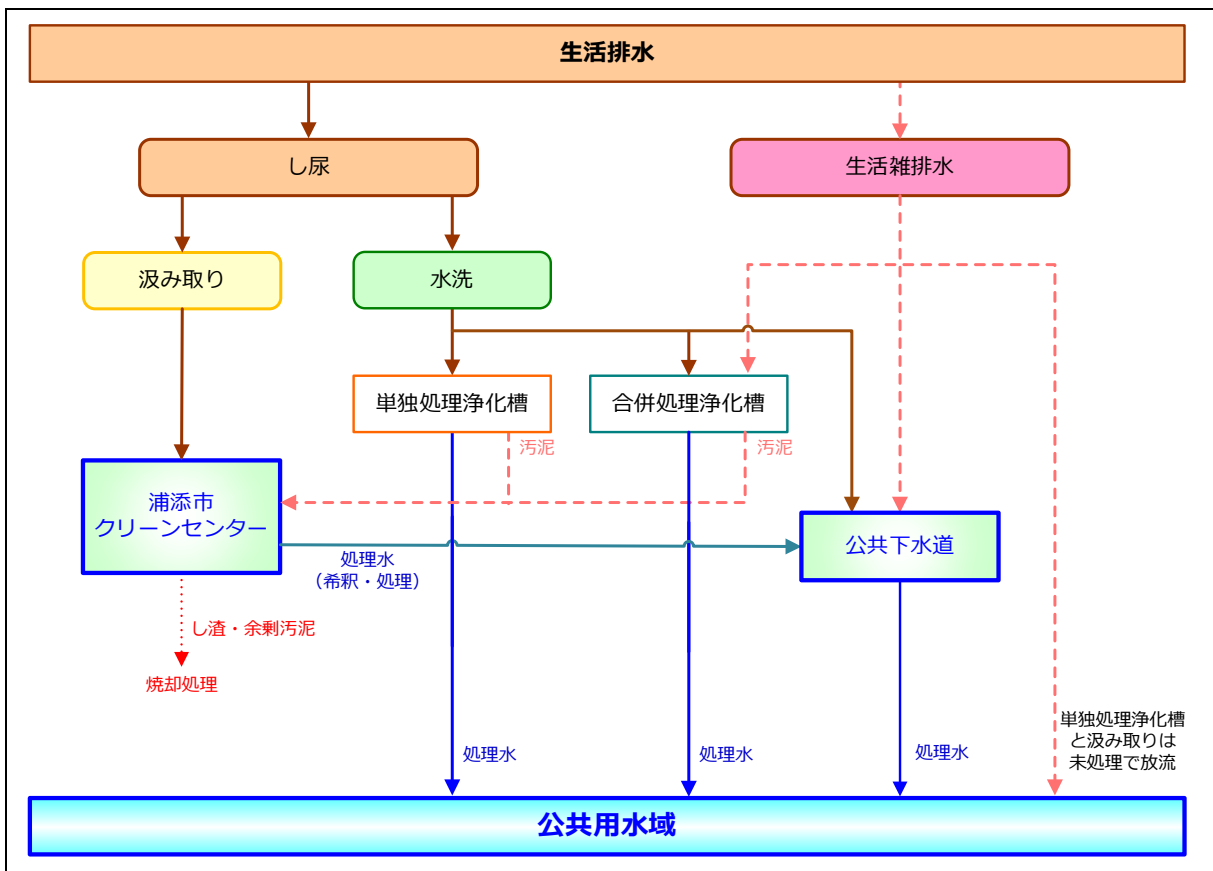 生活排水
し尿
生活雑排水
汲み取り
水洗
単独処理浄化槽
合併処理浄化槽
汚泥
汚泥
浦添市
クリーンセンター
公共下水道
処理水
（希釈・処理）
し渣・余剰汚泥
焼却処理
処理水
処理水
処理水
単独処理浄化槽
と汲み取りは
未処理で放流
公共用水域